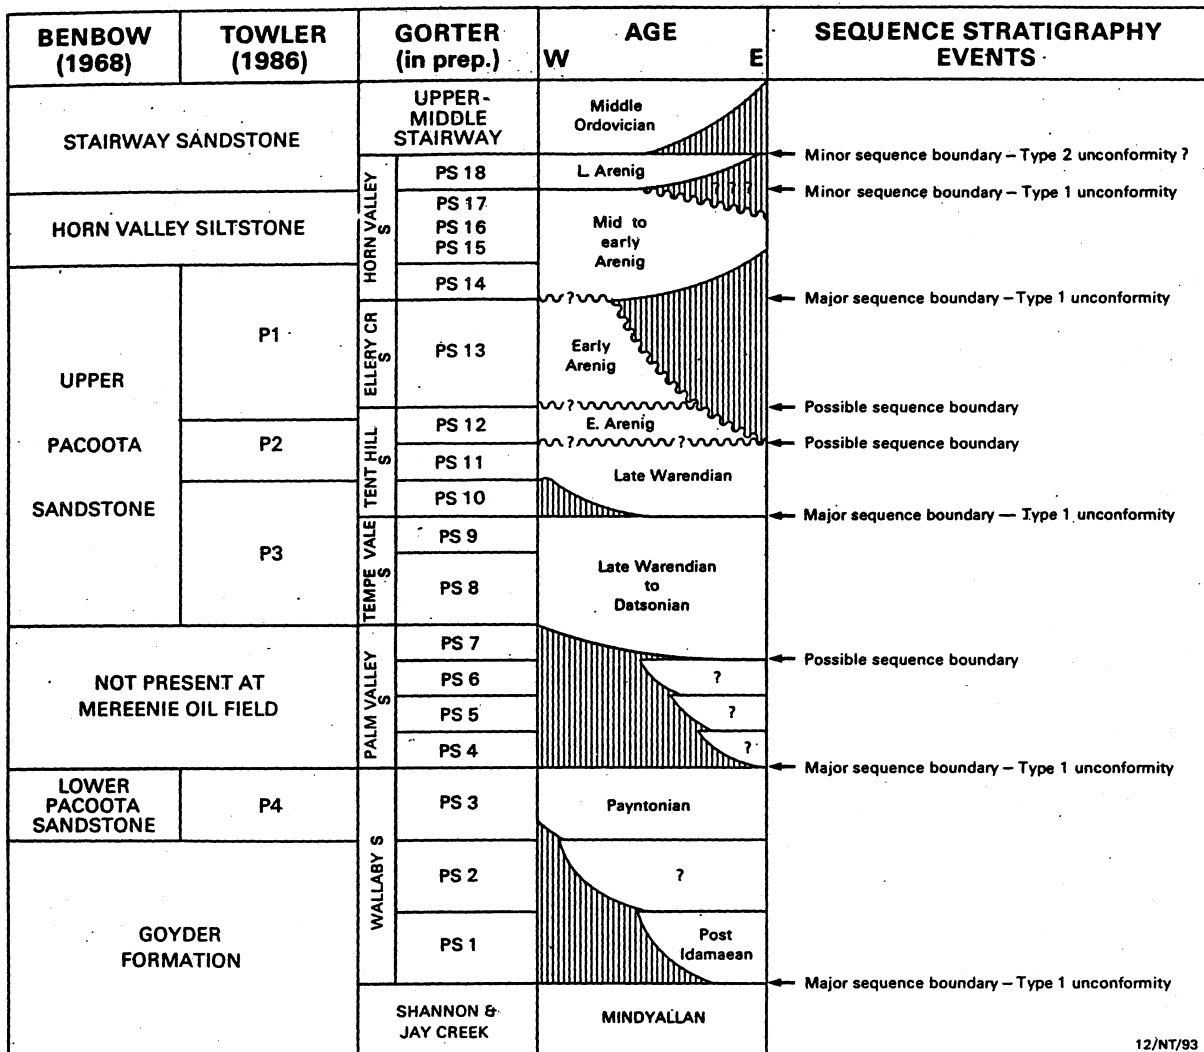 BENBOW
(1968)
TOWLER
(1986)
GORTER
(in prep.)
AGE
W
E
SEQUENCE STRATIGRAPHY
EVENTS
STAIRWAY SANDSTONE
HORN VALLEY SILTSTONE
UPPER
PACOOTA
SANDSTONE
P1
P2
P3
NOT PRESENT AT
MEREENIE OIL FIELD
LOWER
PACOOTA
SANDSTONE
P4
GOYDER
FORMATION
UPPER-
MIDDLE
STAIRWAY
HORN VALLEY
S
PS 18
PS 17
PS 16
PS 15
PS 14
ELLERY CR
S
PS 13
TENT HILL
S
PS 12
PS 11
PS 10
TEMPE VALE
S
PS 9
PS 8
PALM VALLEY
S
PS 7
PS 6
PS 5
PS 4
WALLABY S
PS 3
PS 2
PS 1
SHANNON &
JAY CREEK
Middle
Ordovician
L. Arenig
? ? ?
Mid to
early
Arenig
?
Early
Arenig
?
E. Arenig
? ?
Late Warendian
Late Warendian
to
Datsonian
?
?
?
Payntonian
?
Post
Idamaean
MINDYALLAN
Minor sequence boundary – Type 2 unconformity ?
Minor sequence boundary – Type 1 unconformity
Major sequence boundary – Type 1 unconformity
Possible sequence boundary
Possible sequence boundary
Major sequence boundary — Type 1 unconformity
Possible sequence boundary
Major sequence boundary – Type 1 unconformity
Major sequence boundary – Type 1 unconformity
12/NT/93